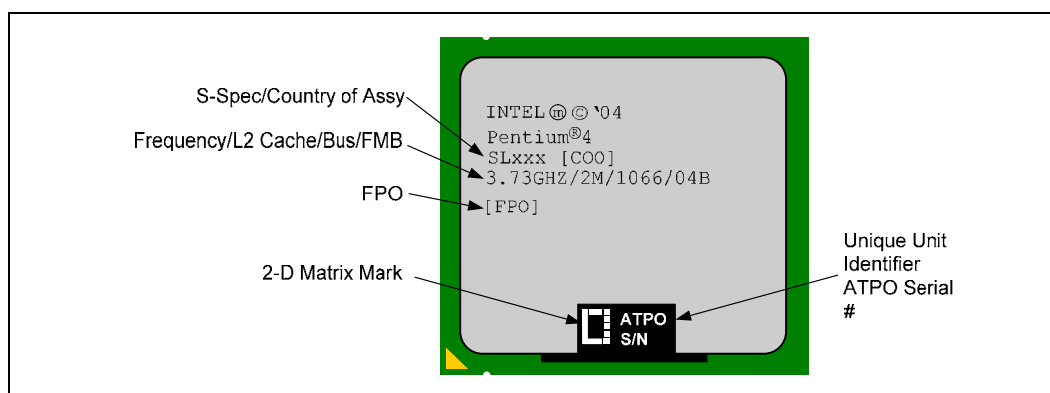 S-Spec/Country of Assy
Frequency/L2 Cache/Bus/FMB
FPO
2-D Matrix Mark
INTEL ⓜ © '04
Pentium®4
SLxxx [COO]
3.73GHZ/2M/1066/04B
[FPO]
ATPO
S/N
Unique Unit
Identifier
ATPO Serial
#